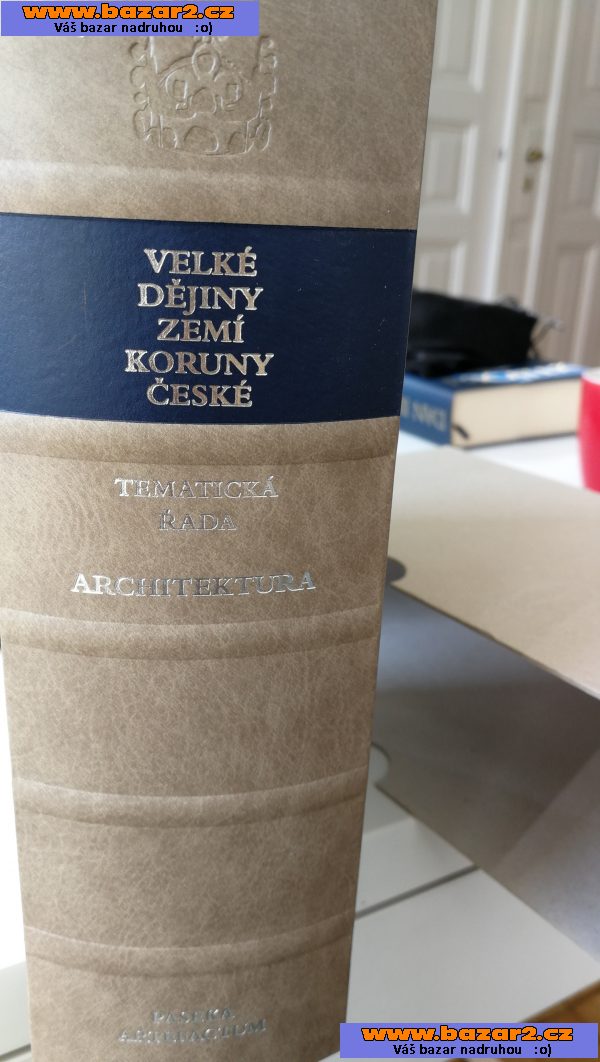 www.bazar2.cz
Váš bazar nadruhou :o)
VELKÉ
DĚJINY
ZEMÍ
KORUNY
ČESKÉ
TEMATICKÁ
ŘADA
ARCHITEKTURA
PASEKA
ARTEFACTUM
www.bazar2.cz
Váš bazar nadruhou :o)